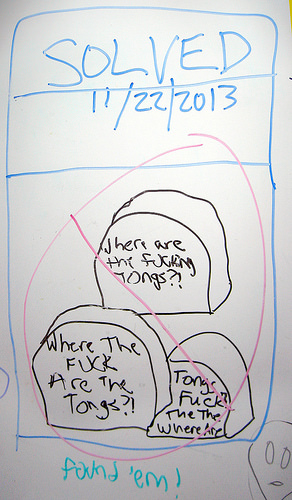 SOLVED
11/22/2013
Where are
the fucking
Tongs?!
Where The
FUCK
Are The
Tongs?!
Tongs
Fuck?!
The The
Where Are
found 'em!